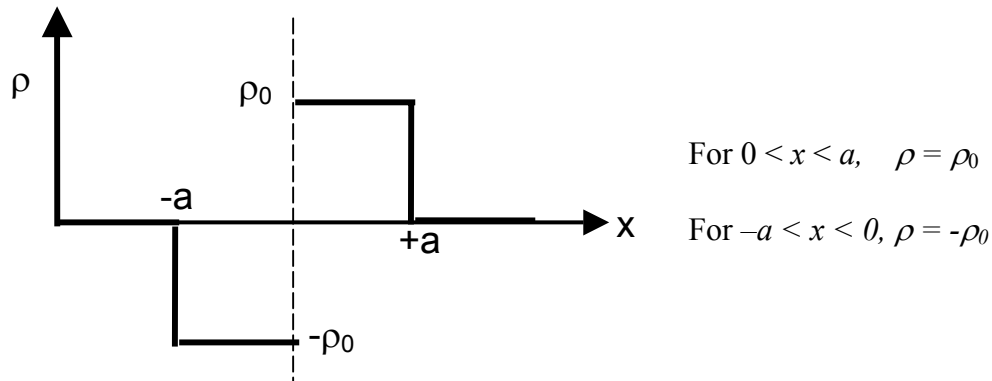 ρ
ρ₀
For 0 < x < a, ρ = ρ₀
-a
x
+a
For –a < x < 0, ρ = -ρ₀
-ρ₀